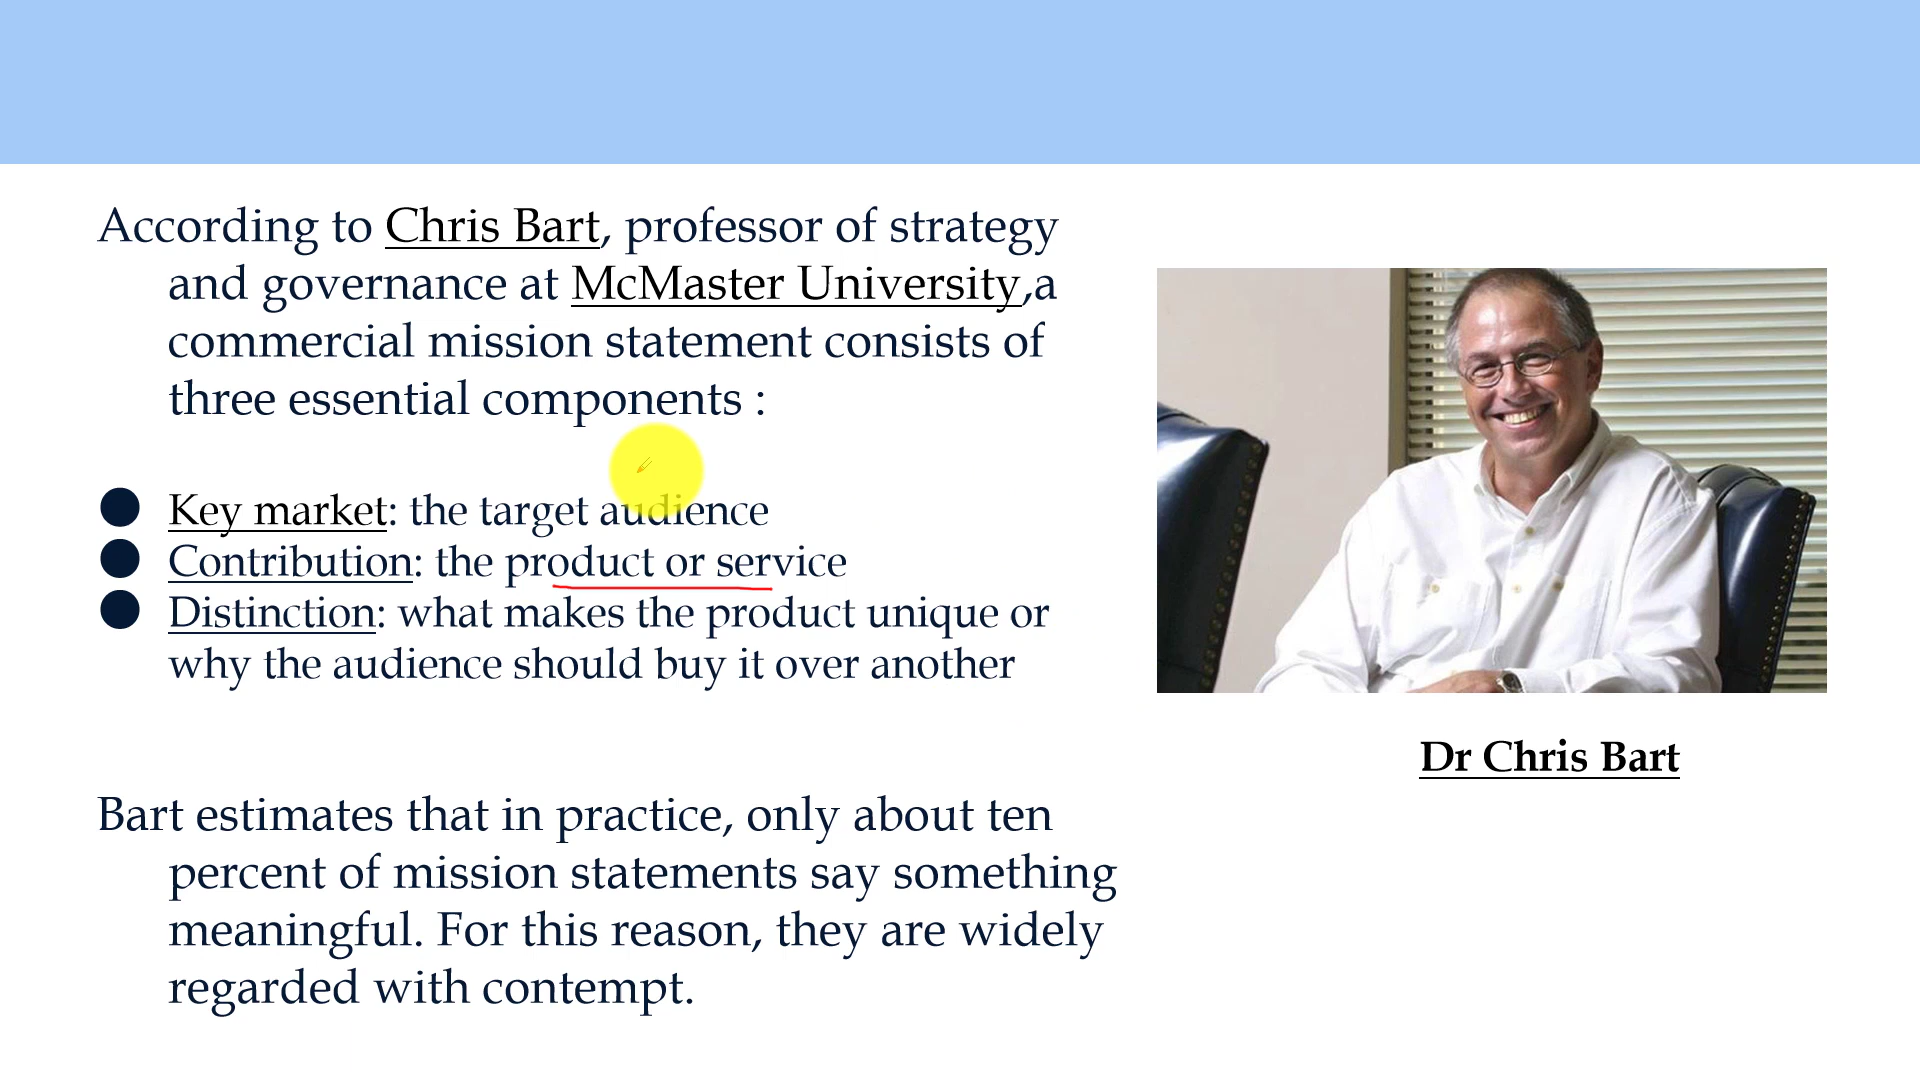 According to Chris Bart, professor of strategy
and governance at McMaster University,a
commercial mission statement consists of
three essential components :
● Key market: the target audience
● Contribution: the product or service
● Distinction: what makes the product unique or
why the audience should buy it over another
Dr Chris Bart
Bart estimates that in practice, only about ten
percent of mission statements say something
meaningful. For this reason, they are widely
regarded with contempt.